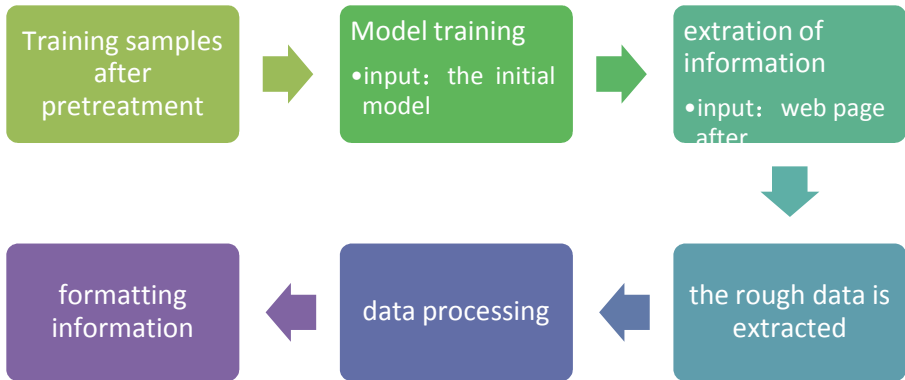 Training samples
after
pretreatment
Model training
•input： the initial
model
extration of
information
•input： web page
after
the rough data is
extracted
data processing
formatting
information